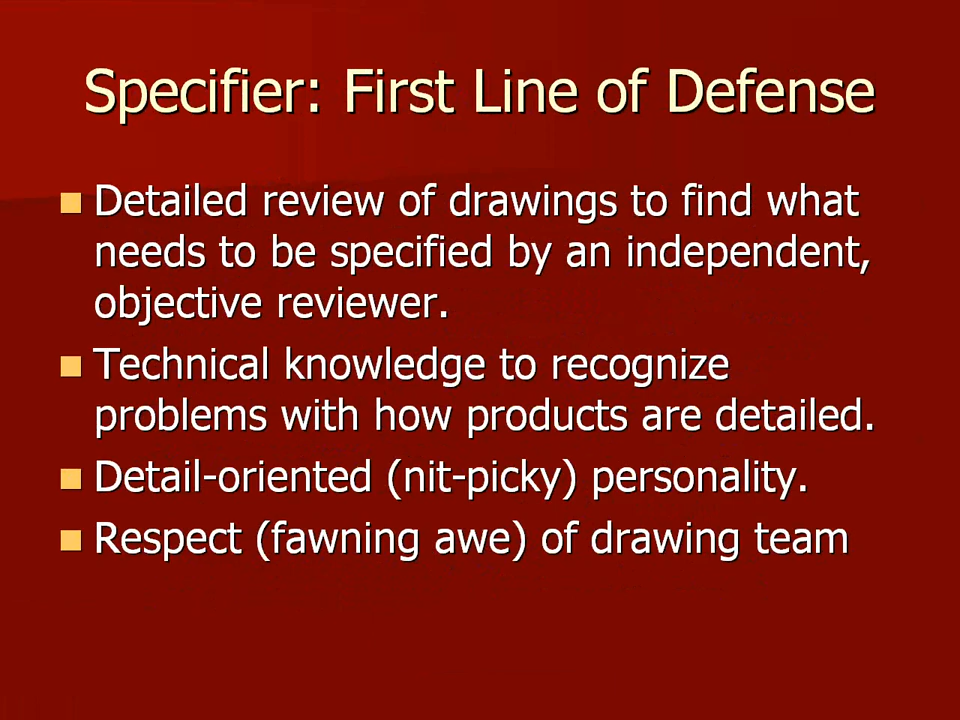 Specifier: First Line of Defense
Detailed review of drawings to find what
needs to be specified by an independent,
objective reviewer.
Technical knowledge to recognize
problems with how products are detailed.
Detail-oriented (nit-picky) personality.
Respect (fawning awe) of drawing team